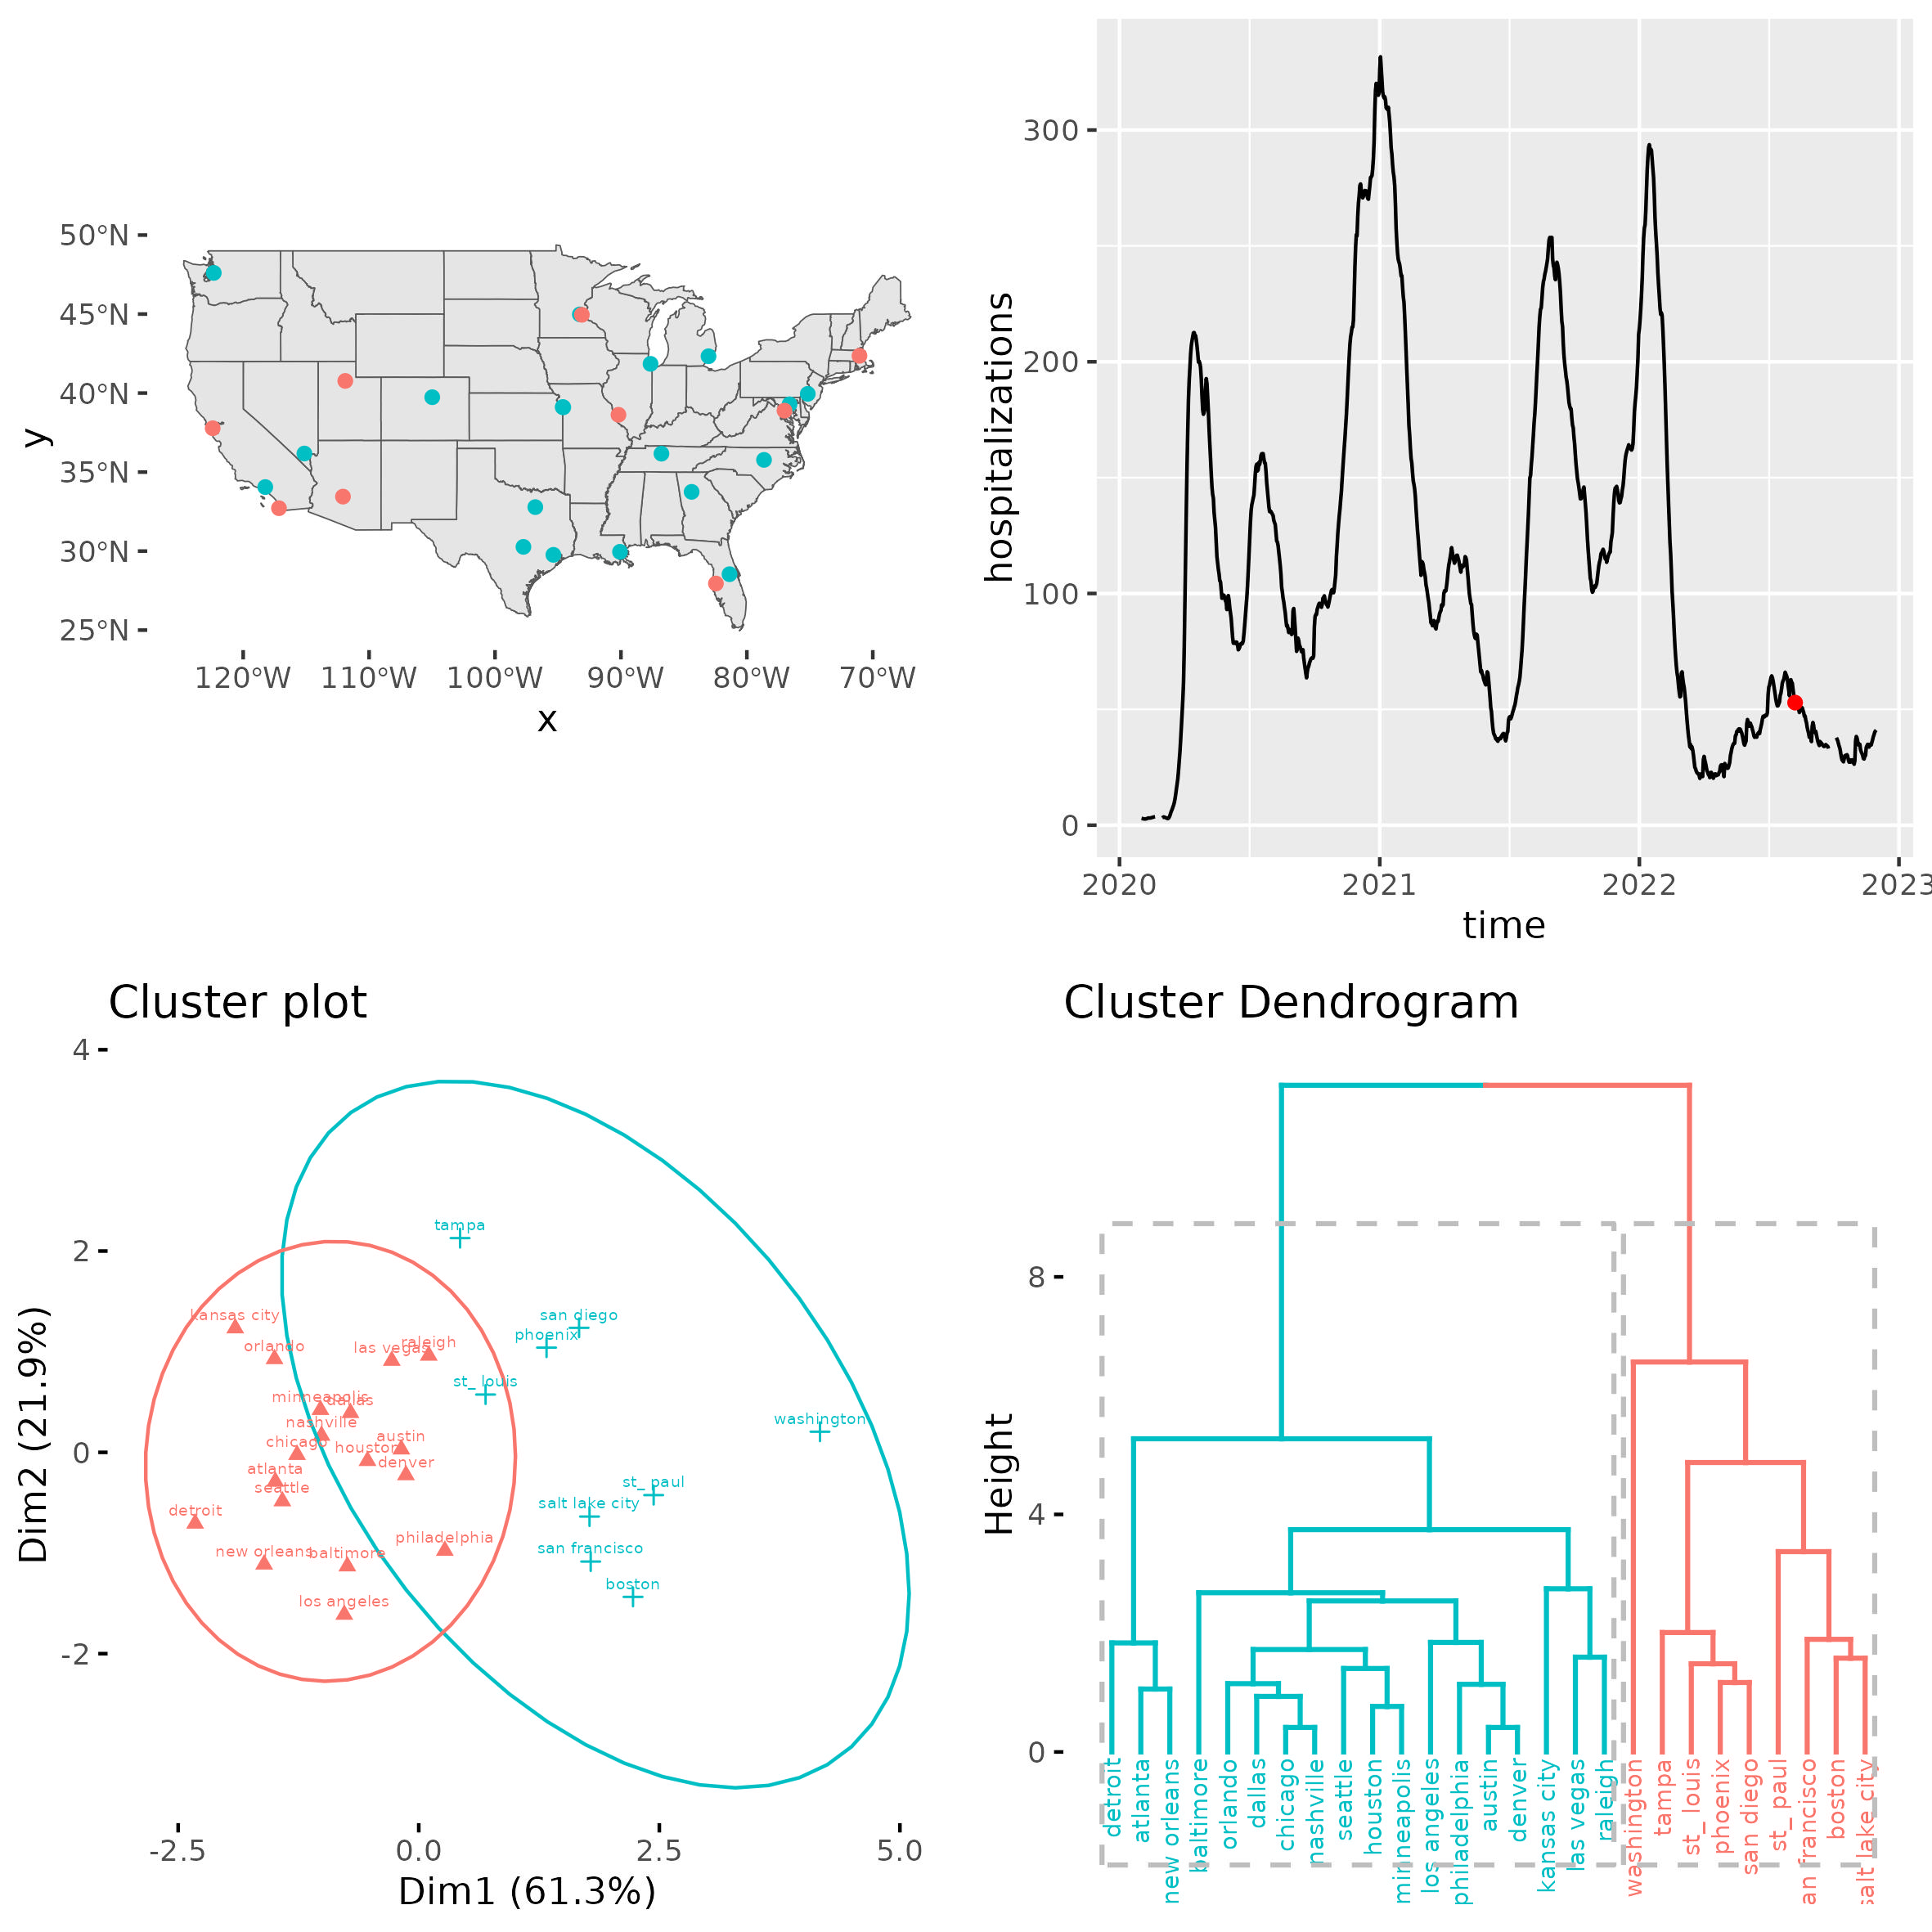 50°N
45°N
40°N
35°N
30°N
25°N
y
120°W 110°W 100°W 90°W 80°W 70°W
x
300
200
100
0
hospitalizations
2020 2021 2022 2023
time
Cluster plot
4
2
0
-2
Dim2 (21.9%)
tampa
san diego
kansas city
phoenix
raleigh
orlando
las vegas
st_louis
minneapolis
dallas
nashville
washington
austin
chicago
houston
denver
atlanta
st_paul
seattle
salt lake city
detroit
philadelphia
san francisco
new orleans
baltimore
boston
los angeles
-2.5 0.0 2.5 5.0
Dim1 (61.3%)
Cluster Dendrogram
8
4
0
Height
detroit
atlanta
new orleans
baltimore
orlando
dallas
chicago
nashville
seattle
houston
minneapolis
los angeles
philadelphia
austin
denver
kansas city
las vegas
raleigh
washington
tampa
st_louis
phoenix
san diego
st_paul
an francisco
boston
salt lake city